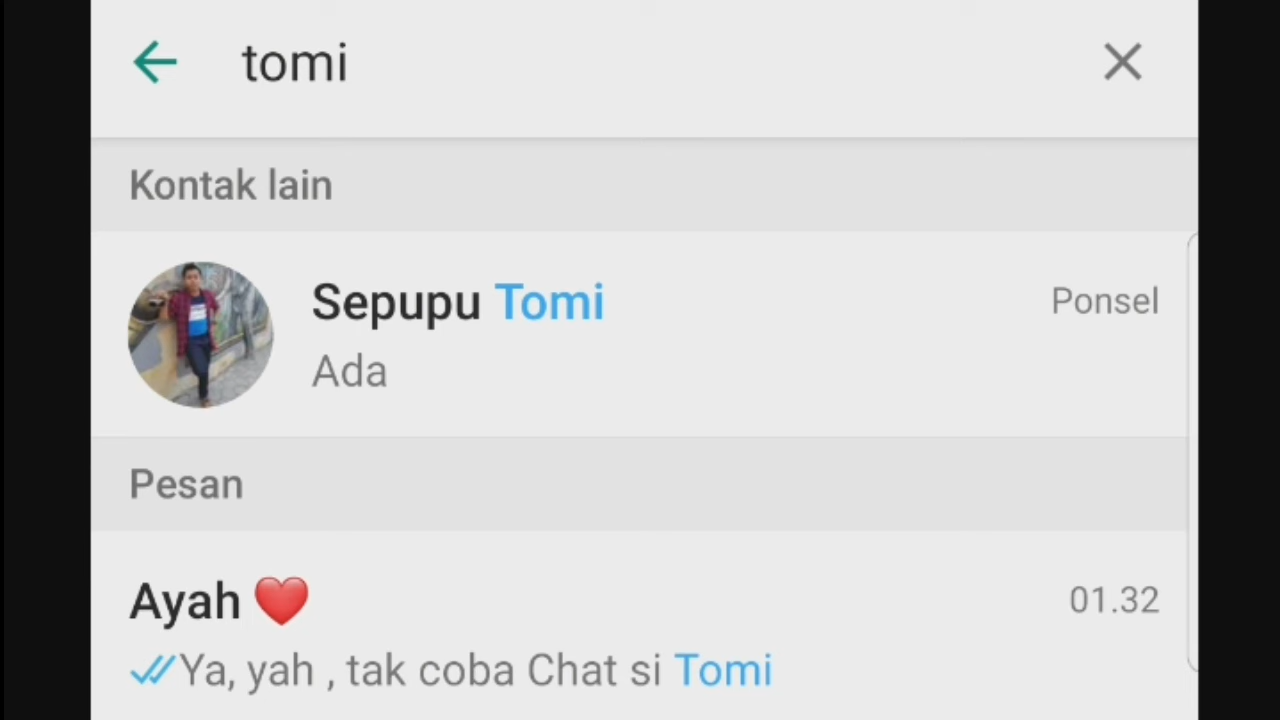 tomi
Kontak lain
Sepupu Tomi
Ponsel
Ada
Pesan
Ayah ❤️
01.32
Ya, yah , tak coba Chat si Tomi